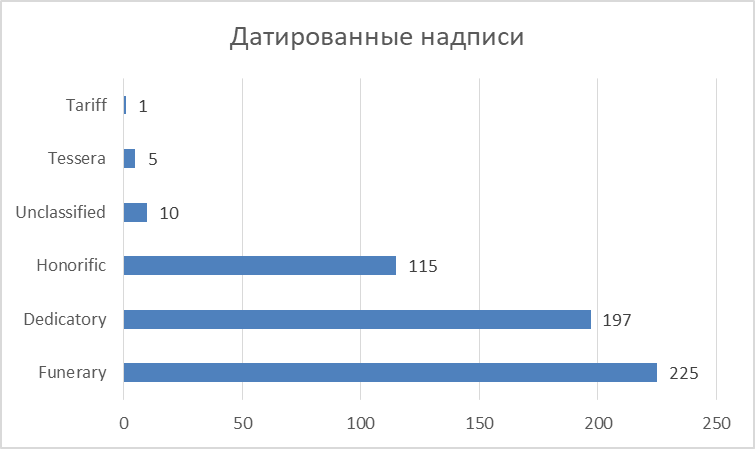 Датированные надписи
Tariff 1
Tessera 5
Unclassified 10
Honorific 115
Dedicatory 197
Funerary 225
0 50 100 150 200 250